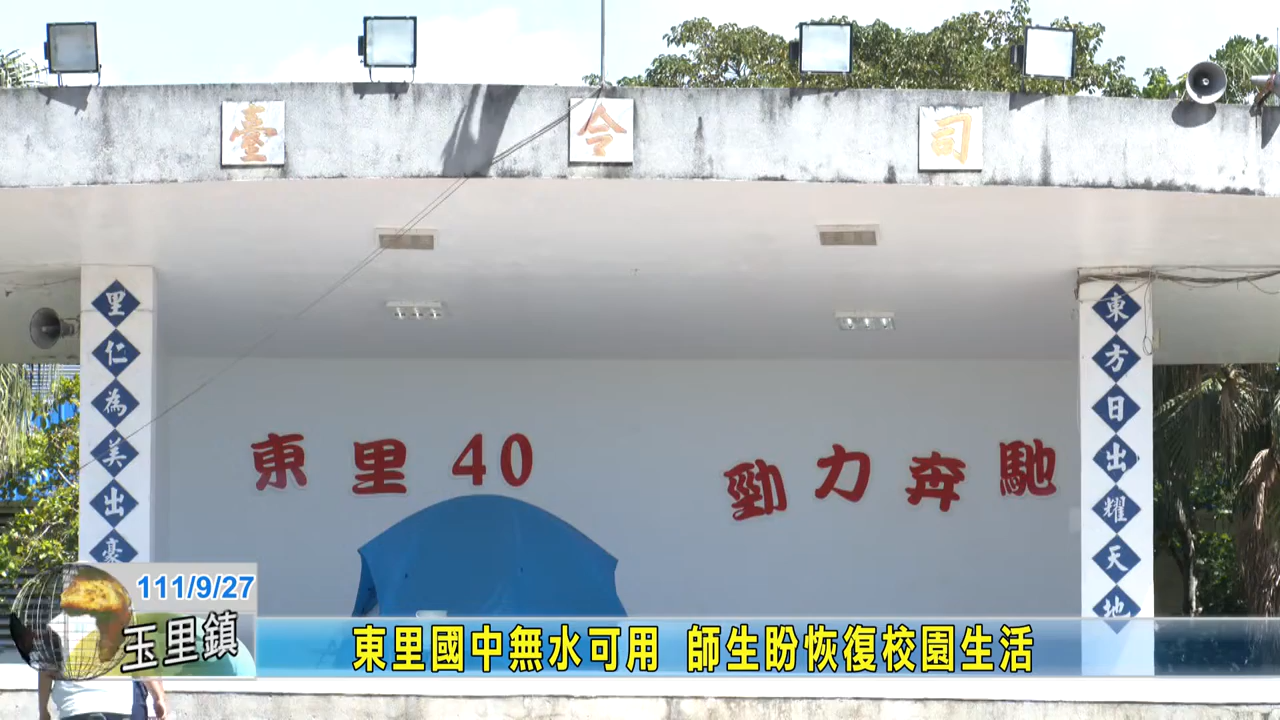 臺令司
里仁為美出豪
東方日出耀天地
東里40 勁力奔馳
111/9/27
玉里鎮
東里國中無水可用 師生盼恢復校園生活